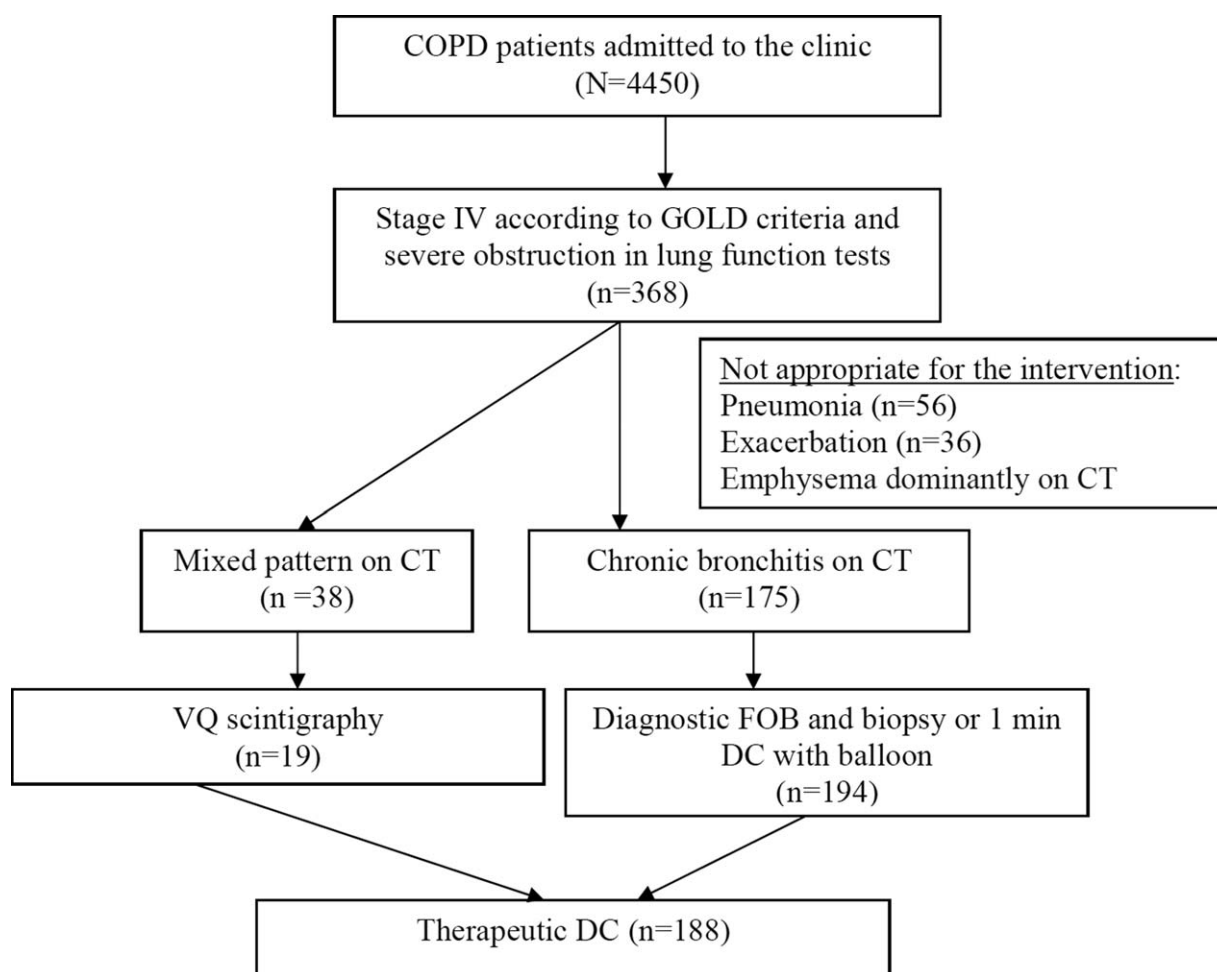 COPD patients admitted to the clinic
(N=4450)
Stage IV according to GOLD criteria and
severe obstruction in lung function tests
(n=368)
Not appropriate for the intervention:
Pneumonia (n=56)
Exacerbation (n=36)
Emphysema dominantly on CT
Mixed pattern on CT
(n =38)
Chronic bronchitis on CT
(n=175)
VQ scintigraphy
(n=19)
Diagnostic FOB and biopsy or 1 min
DC with balloon
(n=194)
Therapeutic DC (n=188)